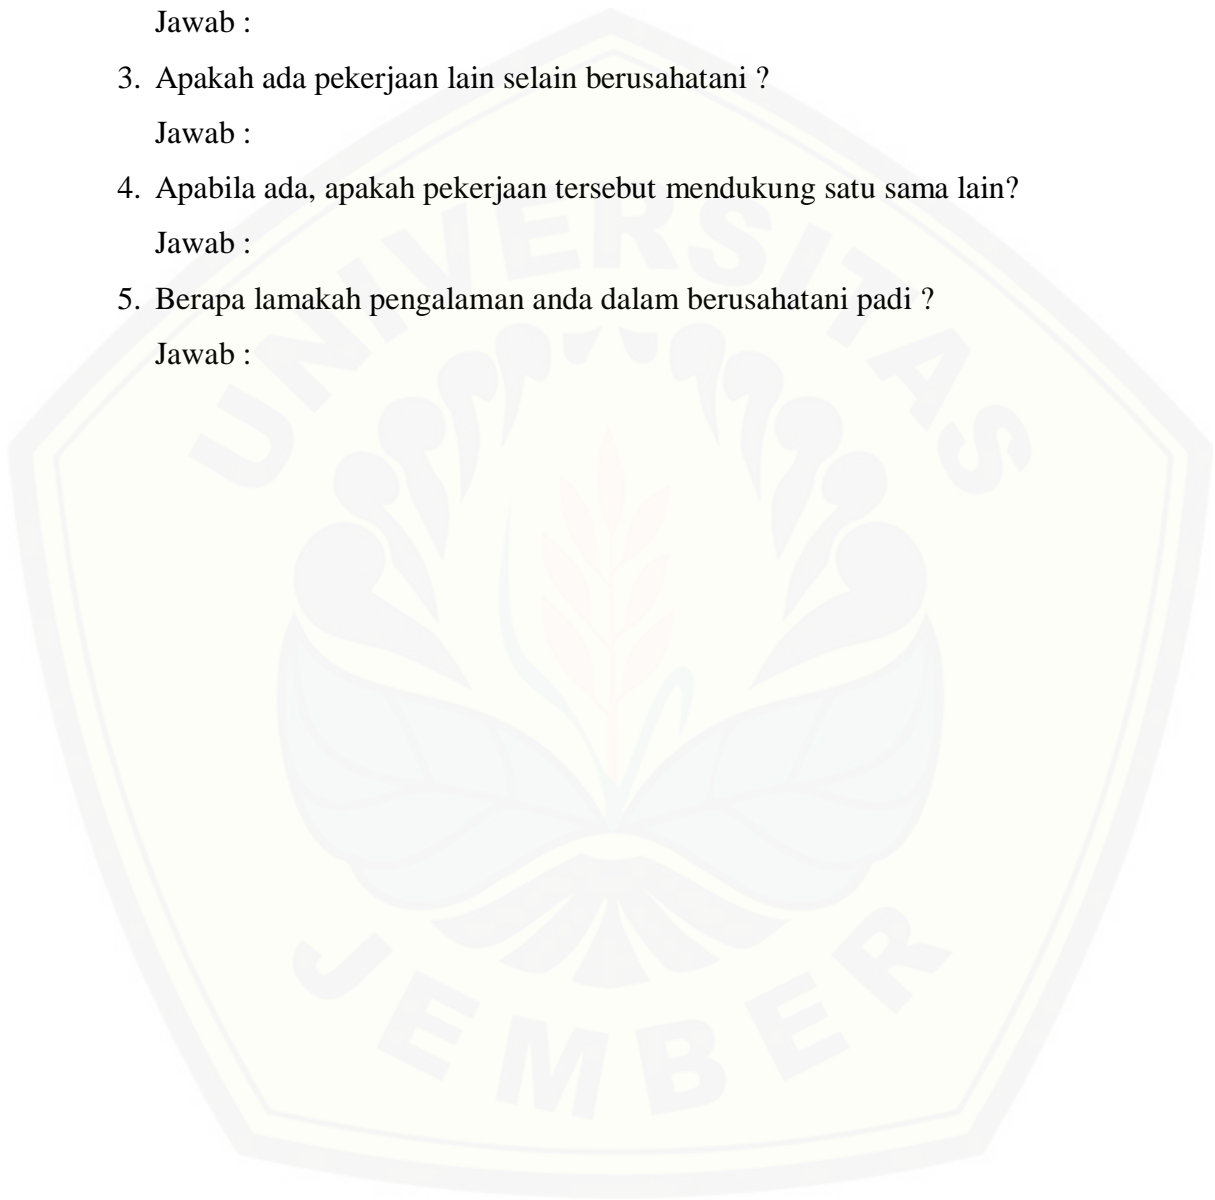 Jawab :
3. Apakah ada pekerjaan lain selain berusahatani ?
Jawab :
4. Apabila ada, apakah pekerjaan tersebut mendukung satu sama lain?
Jawab :
5. Berapa lamakah pengalaman anda dalam berusahatani padi ?
Jawab :
UNIVERSITAS
JEMBER